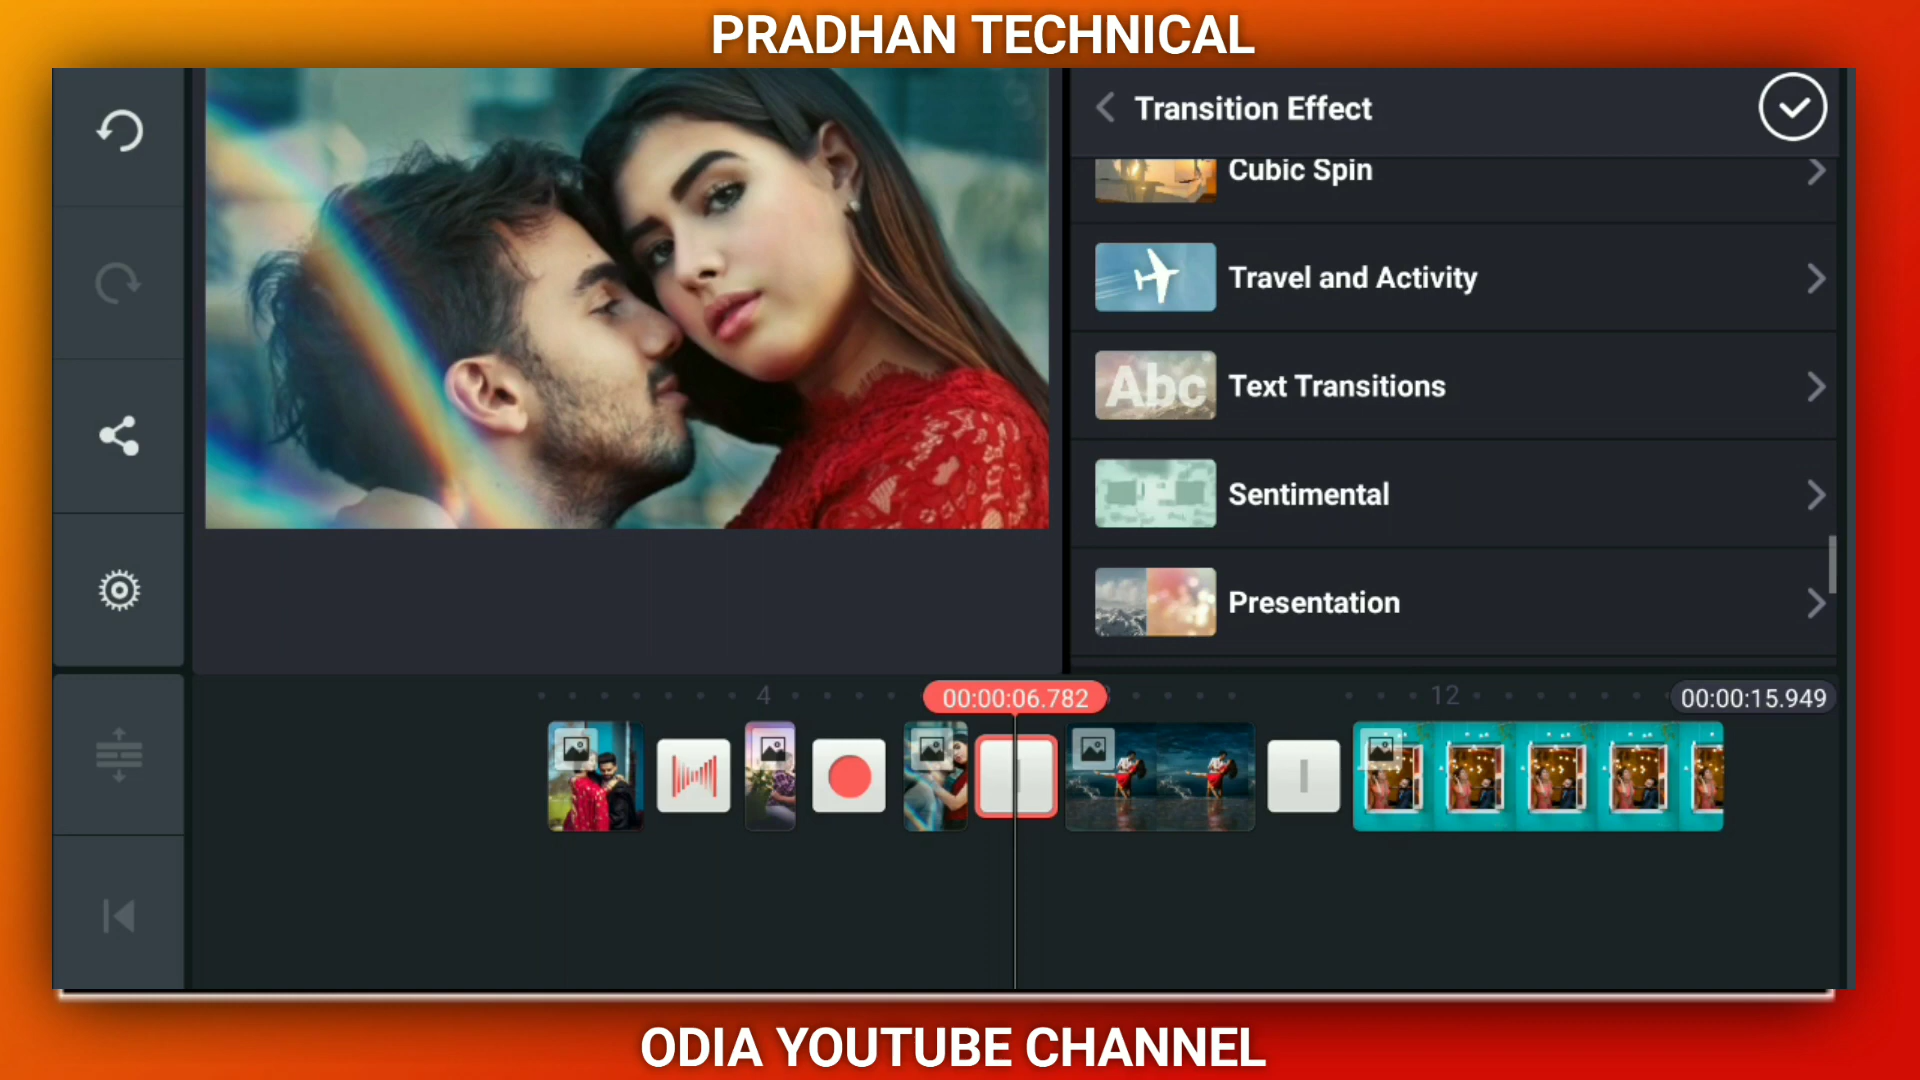 PRADHAN TECHNICAL
Transition Effect
Cubic Spin
Travel and Activity
Abc
Text Transitions
Sentimental
Presentation
4
00:00:06.782
12
00:00:15.949
ODIA YOUTUBE CHANNEL